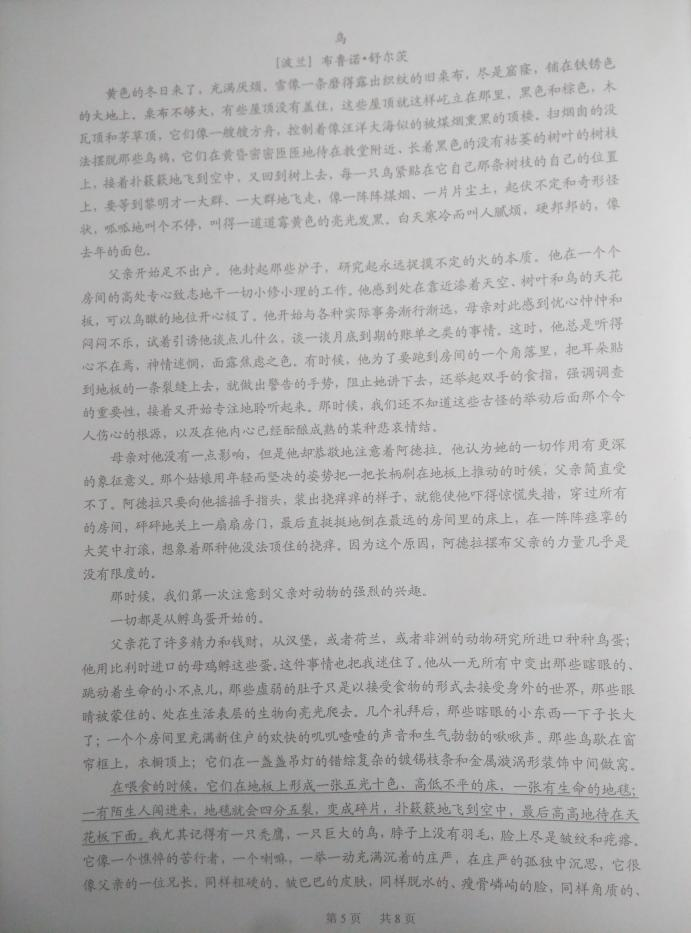 鸟
[波兰] 布鲁诺·舒尔茨
黄色的冬日来了，充满厌烦。雪像一条磨得露出织纹的旧桌布，尽是窟窿，铺在铁锈色
的大地上。桌布不够大，有些屋顶没有盖住，这些屋顶就这样屹立在那里，黑色和棕色，木
瓦顶和茅草顶，它们像一艘艘方舟，控制着像汪洋大海似的被煤烟熏黑的顶楼。扫烟囱的没
法摆脱那些乌鸦，它们在黄昏密密匝匝地待在教堂附近、长着黑色的没有枯萎的树叶的树枝
上，接着扑簌簌地飞到空中，又回到树上去，每一只鸟紧贴在它自己那条树枝的自己的位置
上，要等到黎明才一大群、一大群地飞走，像一阵阵煤烟、一片片尘土，起伏不定和奇形怪
状，呱呱地叫个不停，叫得一道道霉黄色的亮光发黑。白天寒冷而叫人腻烦，硬邦邦的，像
去年的面包。
父亲开始足不出户。他封起那些炉子，研究起永远捉摸不定的火的本质。他在一个个
房间的高处专心致志地干一切小修小理的工作。他感到处在靠近漆着天空、树叶和鸟的天花
板，可以鸟瞰的地位开心极了。他开始与各种实际事务渐行渐远，母亲对此感到忧心忡忡和
闷闷不乐，试着引诱他谈点儿什么，谈一谈月底到期的账单之类的事情。这时，他总是听得
心不在焉，神情迷惘，面露焦虑之色。有时候，他为了要跑到房间的一个角落里，把耳朵贴
到地板的一条裂缝上去，就做出警告的手势，阻止她讲下去，还举起双手的食指，强调调查
的重要性，接着又开始专注地聆听起来。那时候，我们还不知道这些古怪的举动后面那个令
人伤心的根源，以及在他内心已经酝酿成熟的某种悲哀情结。
母亲对他没有一点影响，但是他却恭敬地注意着阿德拉。他认为她的一切作用有更深
的象征意义。那个姑娘用年轻而坚决的姿势把一把长柄刷在地板上推动的时候，父亲简直受
不了。阿德拉只要向他摇摇手指头，装出挠痒痒的样子，就能使他吓得惊慌失措，穿过所有
的房间，砰砰地关上一扇扇房门，最后直挺挺地倒在最远的房间里的床上，在一阵阵痉挛的
大笑中打滚，想象着那种他没法顶住的挠痒。因为这个原因，阿德拉摆布父亲的力量几乎是
没有限度的。
那时候，我们第一次注意到父亲对动物的强烈的兴趣。
一切都是从孵鸟蛋开始的。
父亲花了许多精力和钱财，从汉堡，或者荷兰，或者非洲的动物研究所进口种种鸟蛋；
他用比利时进口的母鸡孵这些蛋。这件事情也把我迷住了。他从一无所有中变出那些瞎眼的、
跳动着生命的小不点儿，那些虚弱的肚子只是以接受食物的形式去接受身外的世界，那些眼
睛被蒙住的、处在生活表层的生物向亮光爬去。几个礼拜后，那些瞎眼的小东西一下子长大
了；一个个房间里充满新住户的欢快的叽叽喳喳的声音和生气勃勃的啾啾声。那些鸟歇在窗
帘框上，衣橱顶上；它们在一盏盏吊灯的错综复杂的镀锡枝条和金属漩涡形装饰中间做窝。
在喂食的时候，它们在地板上形成一张五光十色、高低不平的床，一张有生命的地毯；
一有陌生人闯进来，地毯就会四分五裂，变成碎片，扑簌簌地飞到空中，最后高高地待在天
花板下面。我尤其记得有一只秃鹰，一只巨大的鸟，脖子上没有羽毛，脸上尽是皱纹和疙瘩。
它像一个憔悴的苦行者，一个喇嘛，一举一动充满沉着的庄严，在庄严的孤独中沉思，它很
像父亲的一位兄长。同样粗硬的、皱巴巴的皮肤，同样脱水的、瘦骨嶙峋的脸，同样角质的、
第5页 共8页